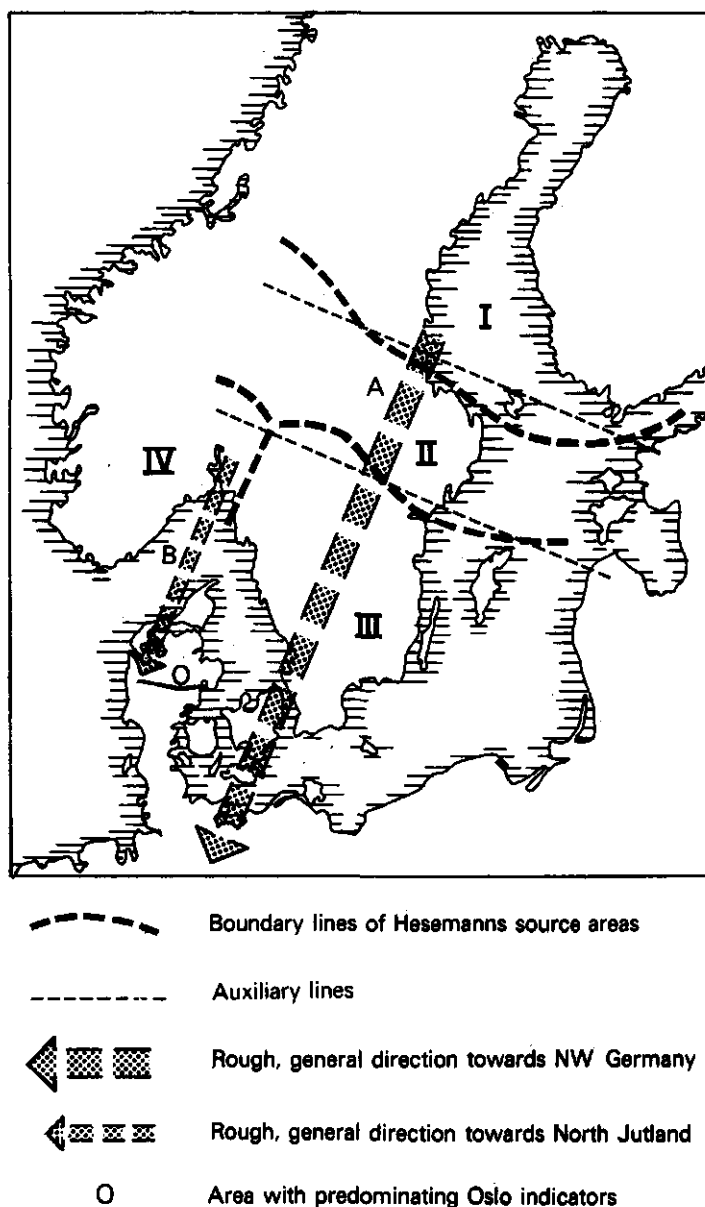 I
A
II
IV
B
III
O
Boundary lines of Hesemanns source areas
Auxiliary lines
Rough, general direction towards NW Germany
Rough, general direction towards North Jutland
O Area with predominating Oslo indicators